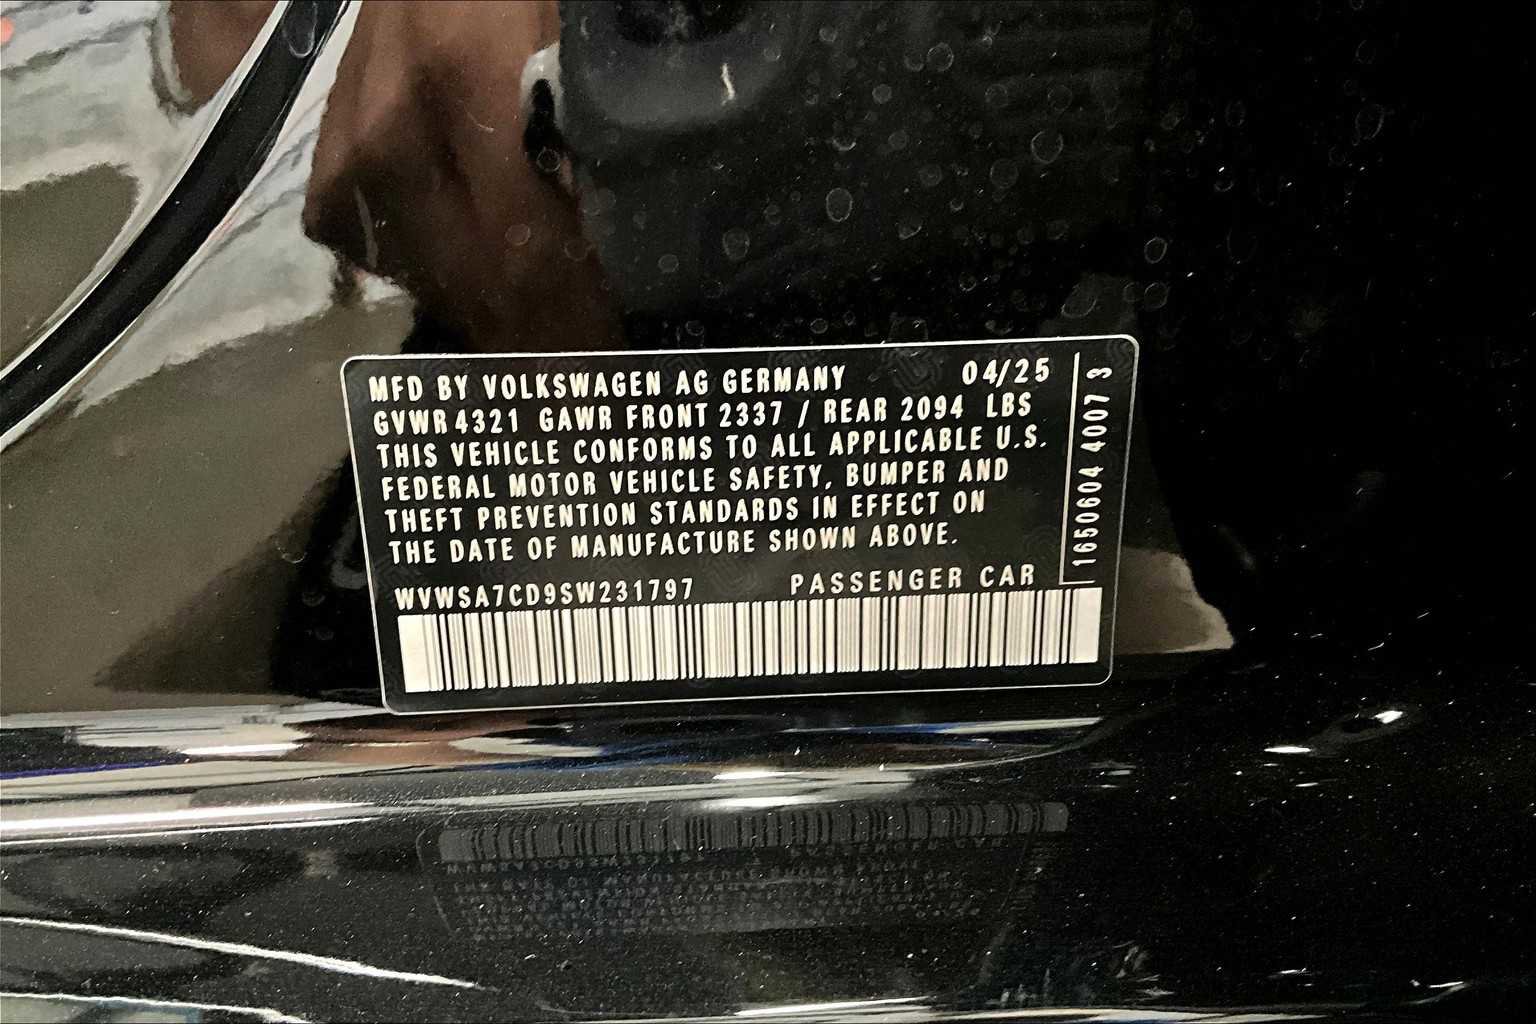 MFD BY VOLKSWAGEN AG GERMANY 04/25
GVWR 4321 GAWR FRONT 2337 / REAR 2094 LBS
THIS VEHICLE CONFORMS TO ALL APPLICABLE U.S.
FEDERAL MOTOR VEHICLE SAFETY, BUMPER AND
THEFT PREVENTION STANDARDS IN EFFECT ON
THE DATE OF MANUFACTURE SHOWN ABOVE.
WVWSA7CD9SW231797 PASSENGER CAR
1650604 4007 3